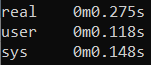 real    0m0.275s
user    0m0.118s
sys     0m0.148s